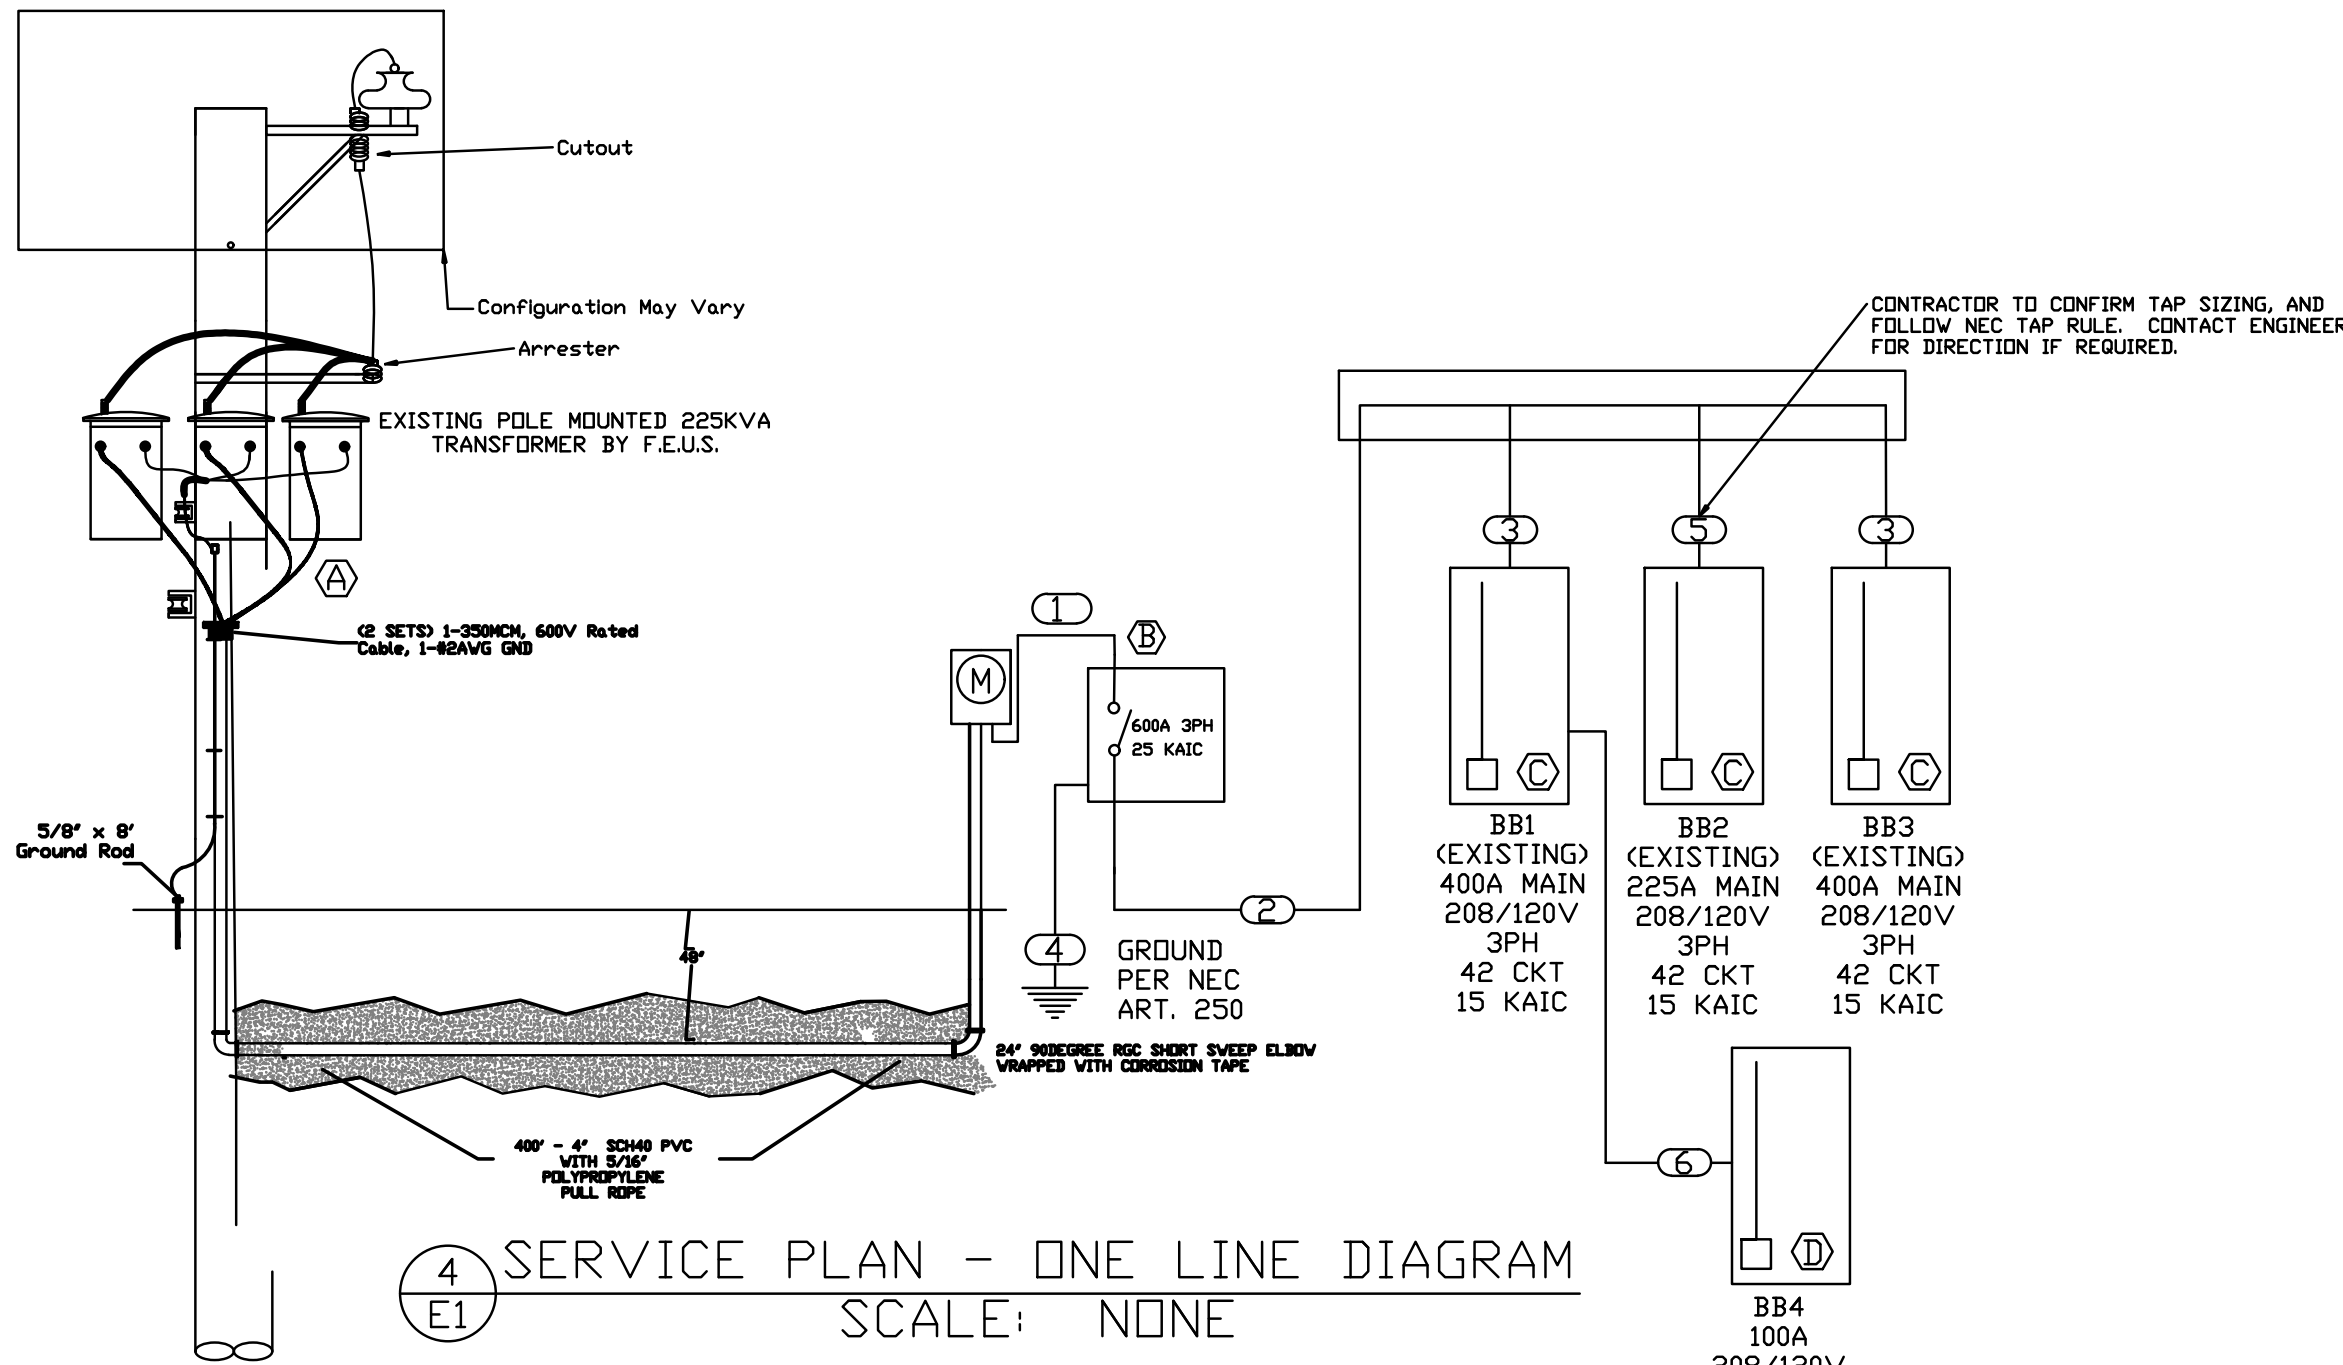 Cutout
Configuration May Vary
Arrester
EXISTING POLE MOUNTED 225KVA
TRANSFORMER BY F.E.U.S.
A
(2 SETS) 1-350MCM, 600V Rated
Cable, 1-#2AWG GND
5/8" x 8'
Ground Rod
48"
400' - 4" SCH40 PVC
WITH 5/16"
POLYPROPYLENE
PULL ROPE
24" 90DEGREE RGC SHORT SWEEP ELBOW
WRAPPED WITH CORROSION TAPE
M
1
B
600A 3PH
25 KAIC
4
GROUND
PER NEC
ART. 250
2
CONTRACTOR TO CONFIRM TAP SIZING, AND
FOLLOW NEC TAP RULE. CONTACT ENGINEER
FOR DIRECTION IF REQUIRED.
3
5
3
C
C
C
BB1
(EXISTING)
400A MAIN
208/120V
3PH
42 CKT
15 KAIC
BB2
(EXISTING)
225A MAIN
208/120V
3PH
42 CKT
15 KAIC
BB3
(EXISTING)
400A MAIN
208/120V
3PH
42 CKT
15 KAIC
6
D
BB4
100A
208/120V
4
E1
SERVICE PLAN - ONE LINE DIAGRAM
SCALE: NONE